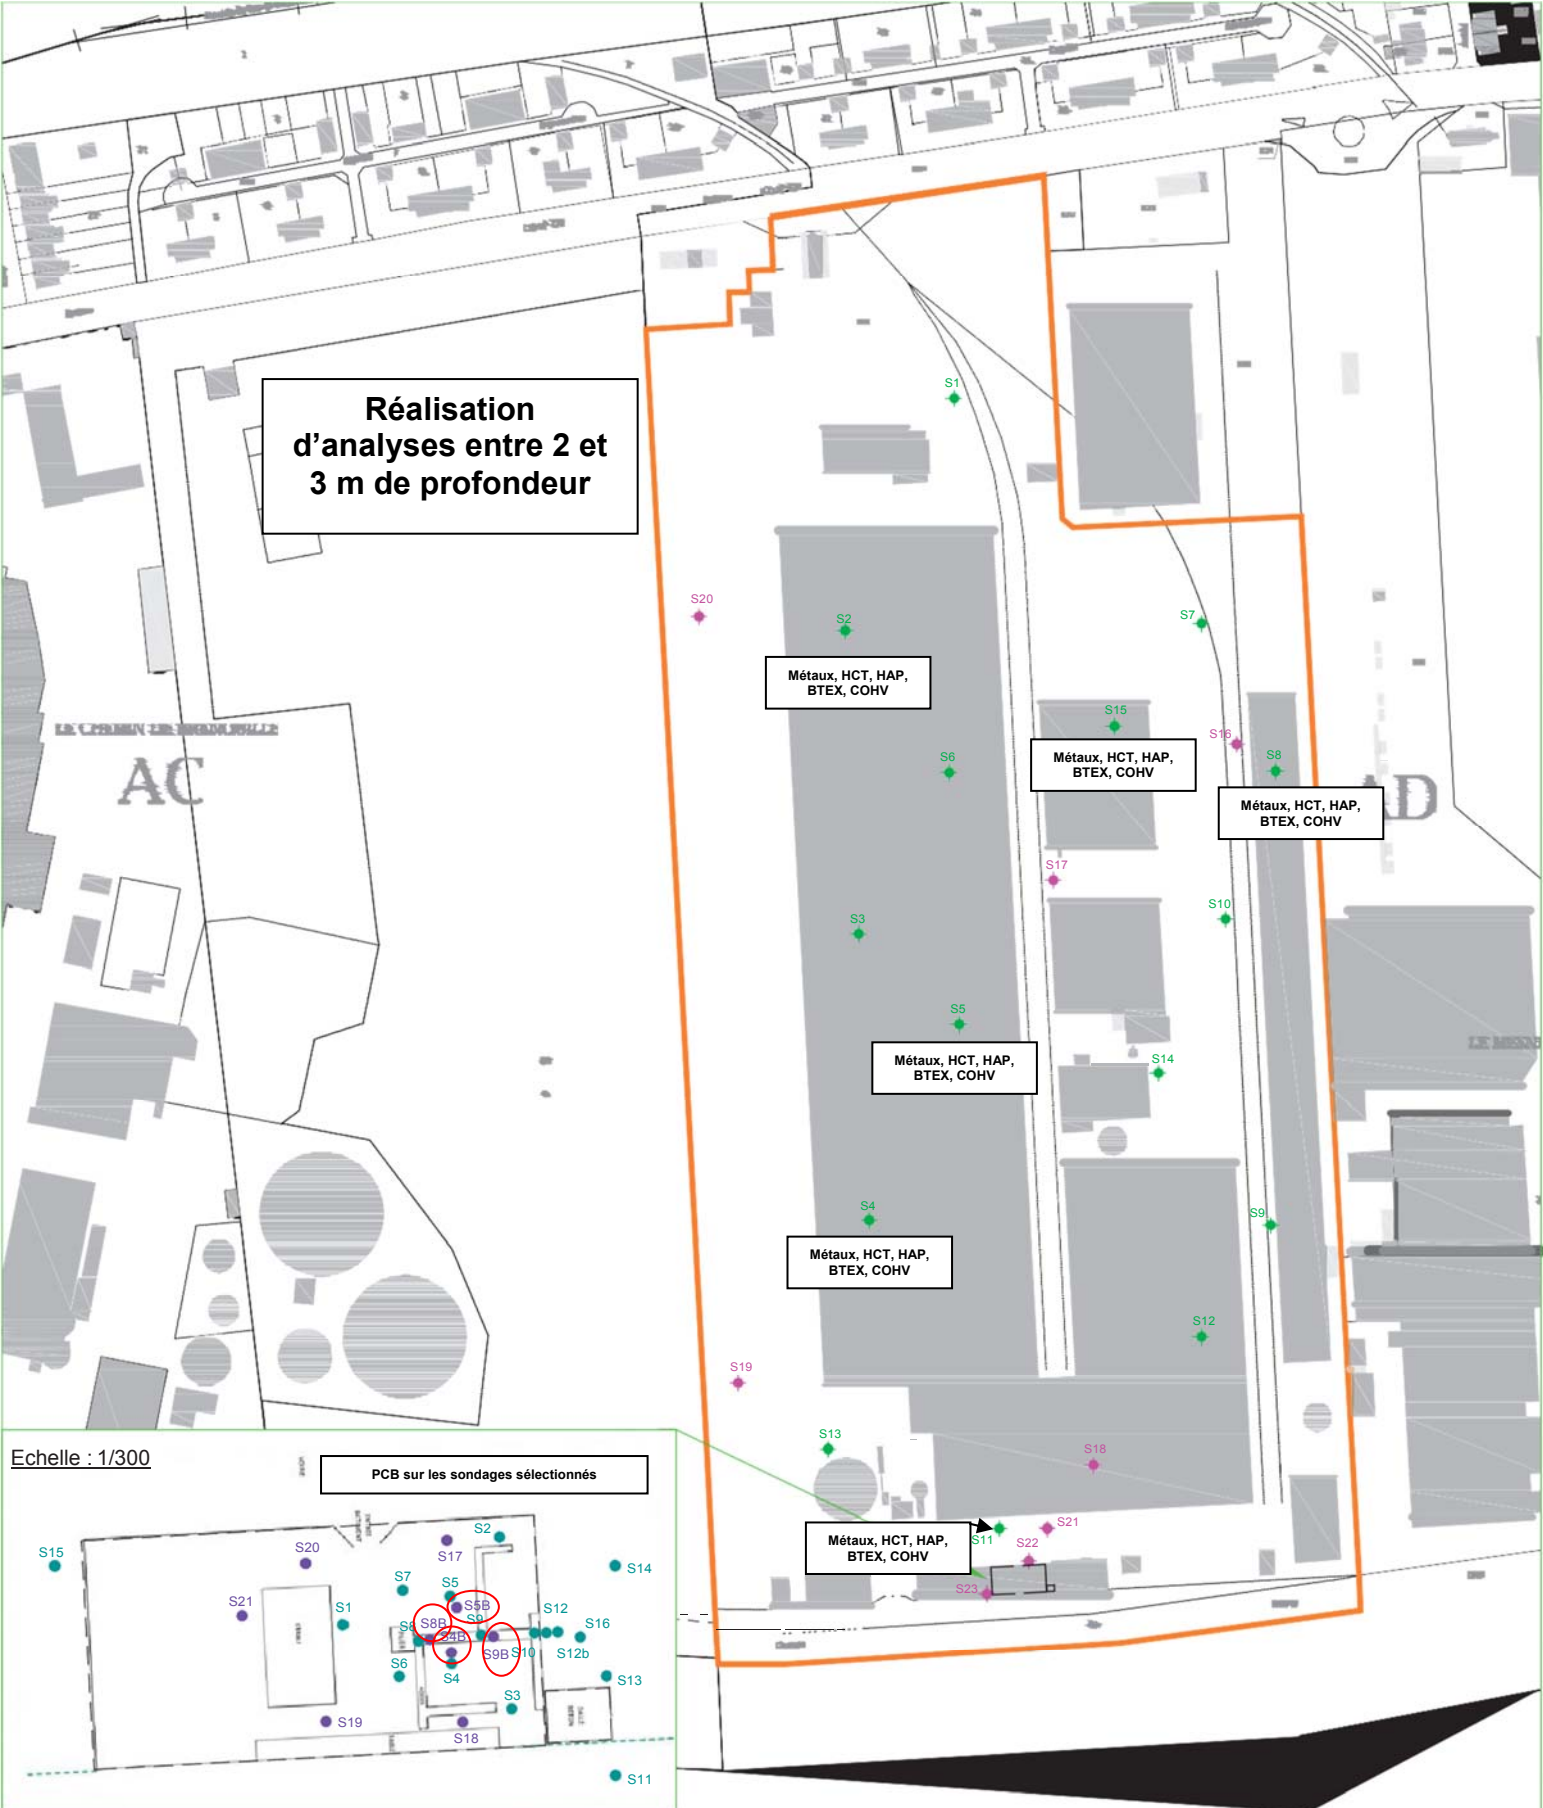 Réalisation
d'analyses entre 2 et
3 m de profondeur
S1
S20
S2
Métaux, HCT, HAP,
BTEX, COHV
S7
S15
Métaux, HCT, HAP,
BTEX, COHV
S16
S8
Métaux, HCT, HAP,
BTEX, COHV
S6
AC
AD
S17
S3
S10
S5
Métaux, HCT, HAP,
BTEX, COHV
S14
S4
Métaux, HCT, HAP,
BTEX, COHV
S9
S12
S19
S13
S18
S11
S21
S22
S23
Métaux, HCT, HAP,
BTEX, COHV
Echelle : 1/300
PCB sur les sondages sélectionnés
S15
S20
S17
S2
S14
S7
S5
S5B
S21
S1
S8
S8B
S4B
S9
S9B
S10
S12
S16
S12b
S6
S4
S13
S3
S19
S18
S11